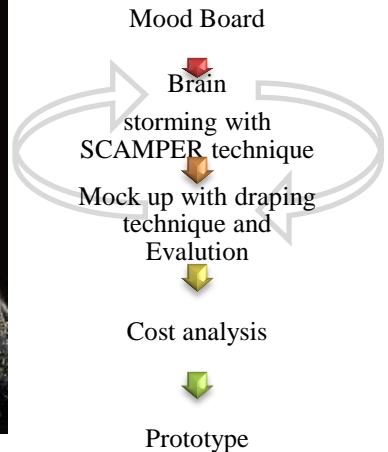 Mood Board
Brain
storming with
SCAMPER technique
Mock up with draping
technique and
Evalution
Cost analysis
Prototype